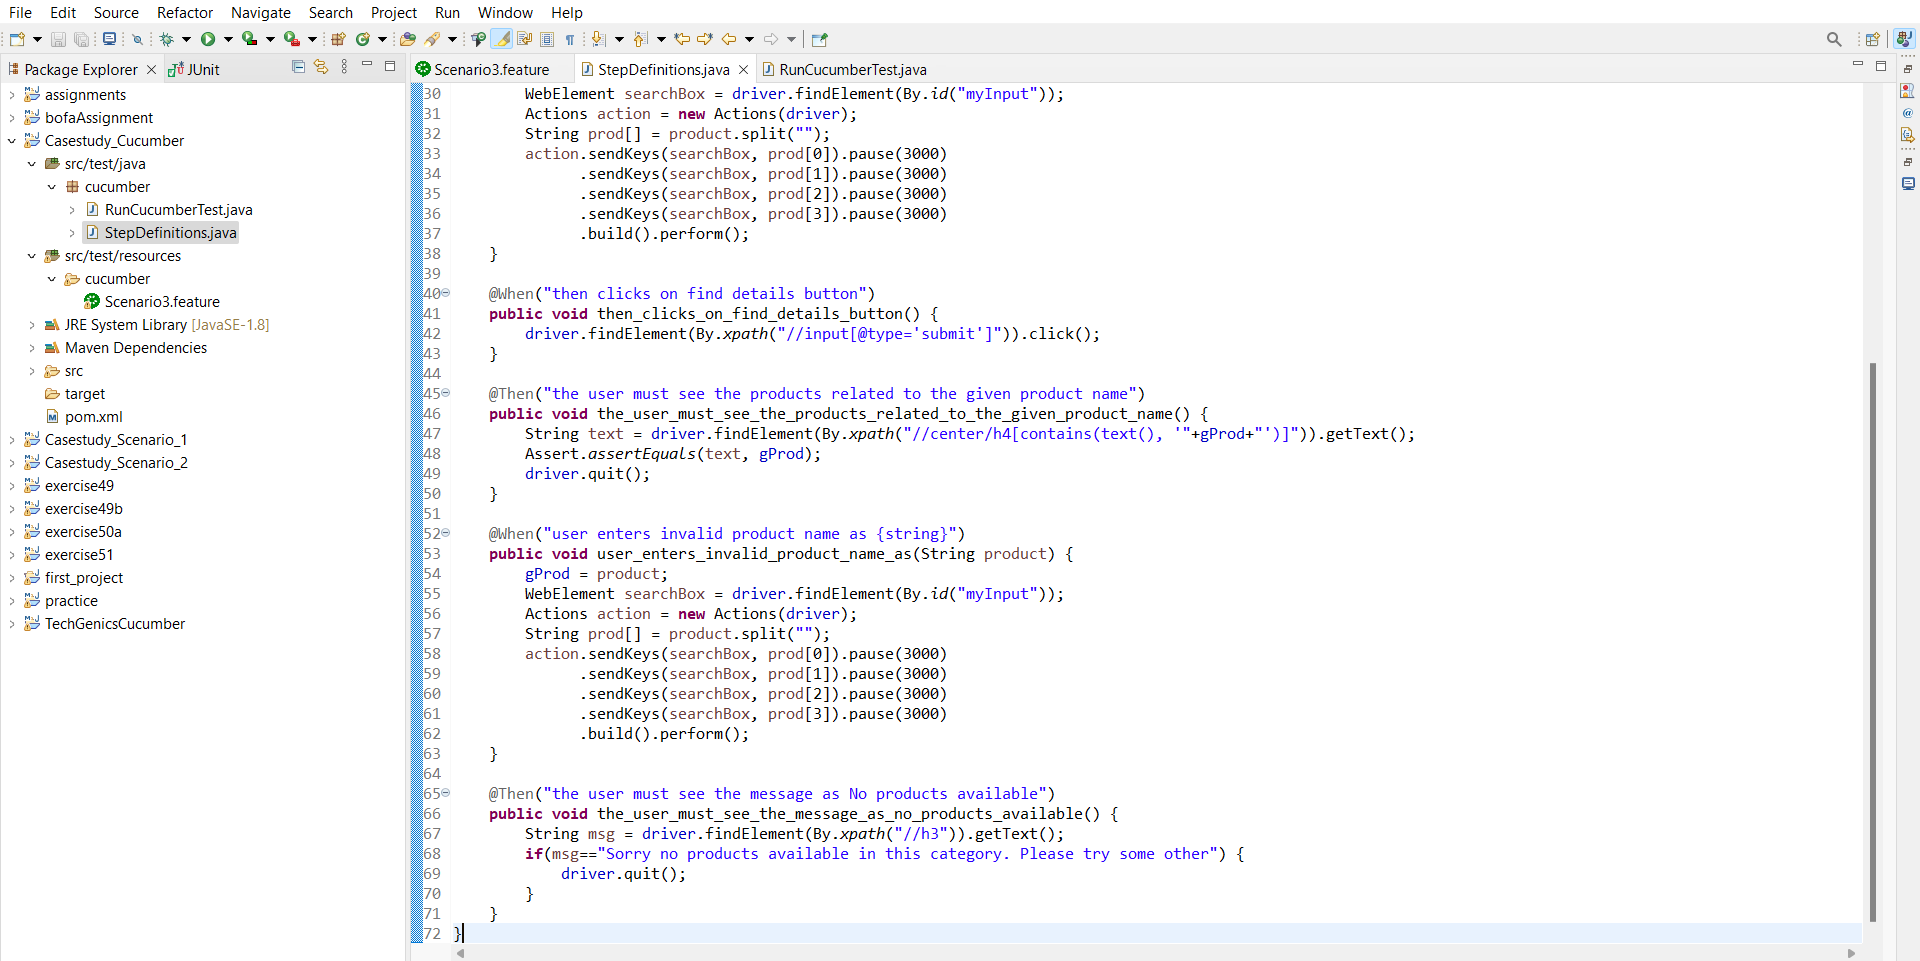 File Edit Source Refactor Navigate Search Project Run Window Help
Package Explorer
JUnit
assignments
bofaAssignment
Casestudy_Cucumber
src/test/java
cucumber
RunCucumberTest.java
StepDefinitions.java
src/test/resources
cucumber
Scenario3.feature
JRE System Library [JavaSE-1.8]
Maven Dependencies
src
target
pom.xml
Casestudy_Scenario_1
Casestudy_Scenario_2
exercise49
exercise49b
exercise50a
exercise51
first_project
practice
TechGenicsCucumber
Scenario3.feature StepDefinitions.java RunCucumberTest.java
30 WebElement searchBox = driver.findElement(By.id("myInput"));
31 Actions action = new Actions(driver);
32 String prod[] = product.split("");
33 action.sendKeys(searchBox, prod[0]).pause(3000)
34 .sendKeys(searchBox, prod[1]).pause(3000)
35 .sendKeys(searchBox, prod[2]).pause(3000)
36 .sendKeys(searchBox, prod[3]).pause(3000)
37 .build().perform();
38 }
39
40 @When("then clicks on find details button")
41 public void then_clicks_on_find_details_button() {
42 driver.findElement(By.xpath("//input[@type='submit']")).click();
43 }
44
45 @Then("the user must see the products related to the given product name")
46 public void the_user_must_see_the_products_related_to_the_given_product_name() {
47 String text = driver.findElement(By.xpath("//center/h4[contains(text(), '"+gProd+"')]")).getText();
48 Assert.assertEquals(text, gProd);
49 driver.quit();
50 }
51
52 @When("user enters invalid product name as {string}")
53 public void user_enters_invalid_product_name_as(String product) {
54 gProd = product;
55 WebElement searchBox = driver.findElement(By.id("myInput"));
56 Actions action = new Actions(driver);
57 String prod[] = product.split("");
58 action.sendKeys(searchBox, prod[0]).pause(3000)
59 .sendKeys(searchBox, prod[1]).pause(3000)
60 .sendKeys(searchBox, prod[2]).pause(3000)
61 .sendKeys(searchBox, prod[3]).pause(3000)
62 .build().perform();
63 }
64
65 @Then("the user must see the message as No products available")
66 public void the_user_must_see_the_message_as_no_products_available() {
67 String msg = driver.findElement(By.xpath("//h3")).getText();
68 if(msg=="Sorry no products available in this category. Please try some other") {
69 driver.quit();
70 }
71 }
72 }